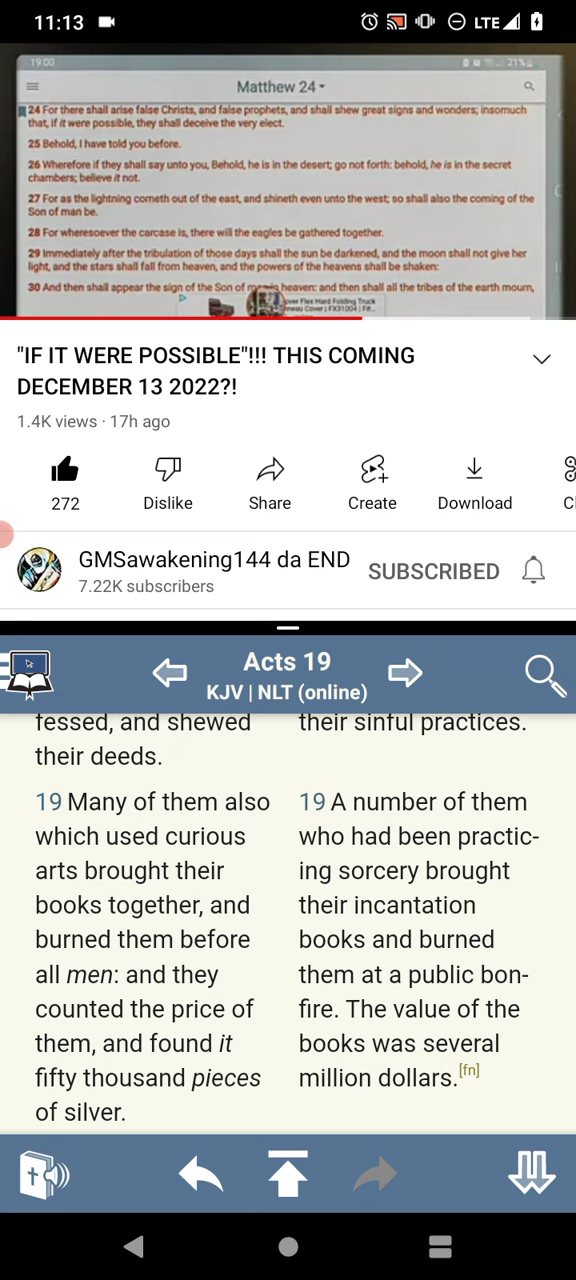 11:13
LTE
19:00
21%
Matthew 24
24 For there shall arise false Christs, and false prophets, and shall shew great signs and wonders; insomuch
that, if it were possible, they shall deceive the very elect.
25 Behold, I have told you before.
26 Wherefore if they shall say unto you, Behold, he is in the desert; go not forth: behold, he is in the secret
chambers; believe it not.
27 For as the lightning cometh out of the east, and shineth even unto the west; so shall also the coming of the
Son of man be.
28 For wheresoever the carcase is, there will the eagles be gathered together.
29 Immediately after the tribulation of those days shall the sun be darkened, and the moon shall not give her
light, and the stars shall fall from heaven, and the powers of the heavens shall be shaken:
30 And then shall appear the sign of the Son of heaven: and then shall all the tribes of the earth mourn,
over Flex Hard Folding Truck
Cover | FX31004 | Fit...
"IF IT WERE POSSIBLE"!!! THIS COMING
DECEMBER 13 2022?!
1.4K views · 17h ago
272
Dislike
Share
Create
Download
Cl
GMSawakening144 da END
7.22K subscribers
SUBSCRIBED
Acts 19
KJV | NLT (online)
fessed, and shewed
their deeds.
19 Many of them also
which used curious
arts brought their
books together, and
burned them before
all men: and they
counted the price of
them, and found it
fifty thousand pieces
of silver.
their sinful practices.
19 A number of them
who had been practic-
ing sorcery brought
their incantation
books and burned
them at a public bon-
fire. The value of the
books was several
million dollars.[fn]